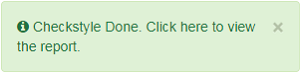 Checkstyle Done. Click here to view ×
the report.